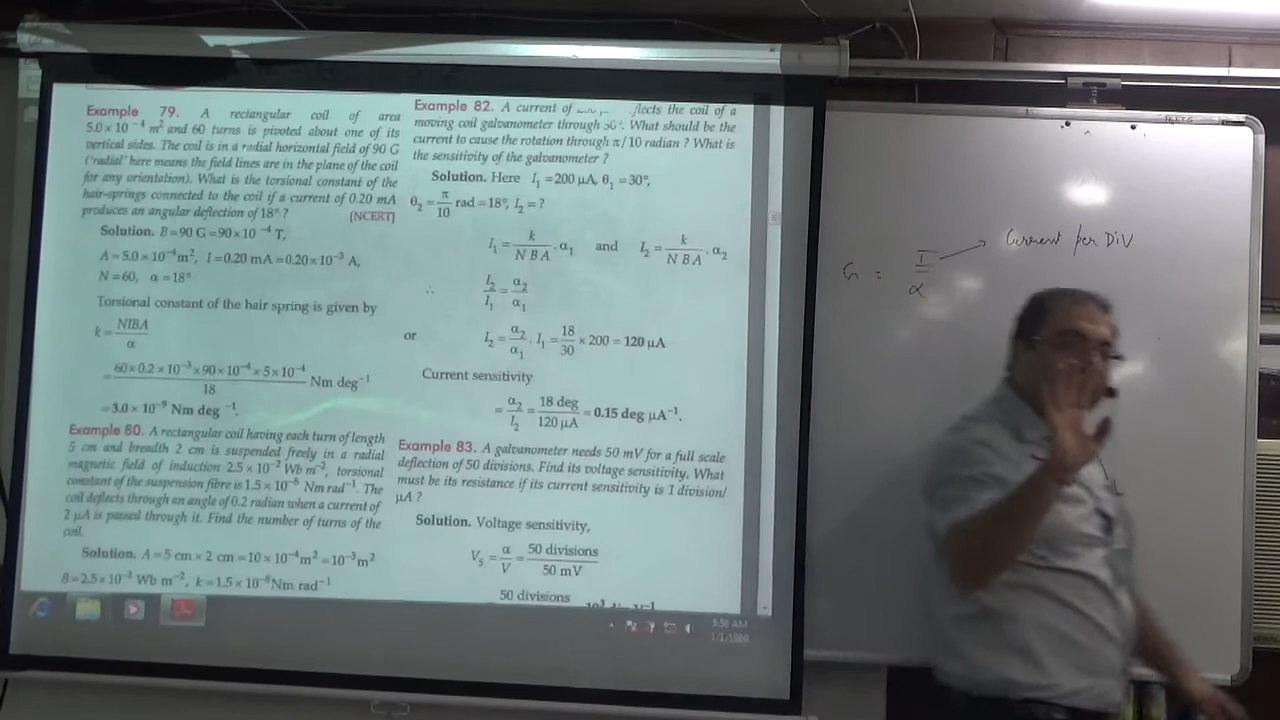 Example 79. A rectangular coil of area
5.0 × 10⁻⁴ m² and 60 turns is pivoted about one of its
vertical sides. The coil is in a radial horizontal field of 90 G
('radial' here means the field lines are in the plane of the coil
for any orientation). What is the torsional constant of the
hair-springs connected to the coil if a current of 0.20 mA
produces an angular deflection of 18° ? [NCERT]
Solution. B = 90 G = 90 × 10⁻⁴ T,
A = 5.0 × 10⁻⁴ m², I = 0.20 mA = 0.20 × 10⁻³ A,
N = 60, α = 18°
Torsional constant of the hair spring is given by
k = NIBA / α
= 60 × 0.2 × 10⁻³ × 90 × 10⁻⁴ × 5 × 10⁻⁴ / 18 Nm deg⁻¹
= 3.0 × 10⁻⁹ Nm deg⁻¹.
Example 80. A rectangular coil having each turn of length
5 cm and breadth 2 cm is suspended freely in a radial
magnetic field of induction 2.5 × 10⁻² Wb m⁻², torsional
constant of the suspension fibre is 1.5 × 10⁻⁸ Nm rad⁻¹. The
coil deflects through an angle of 0.2 radian when a current of
2 μA is passed through it. Find the number of turns of the
coil.
Solution. A = 5 cm × 2 cm = 10 × 10⁻⁴ m² = 10⁻³ m²
B = 2.5 × 10⁻² Wb m⁻², k = 1.5 × 10⁻⁸ Nm rad⁻¹
Example 82. A current of flects the coil of a
moving coil galvanometer through 30°. What should be the
current to cause the rotation through π/10 radian ? What is
the sensitivity of the galvanometer ?
Solution. Here I₁ = 200 μA, θ₁ = 30°,
θ₂ = π/10 rad = 18°, I₂ = ?
I₁ = k / NBA . α₁ and I₂ = k / NBA . α₂
∴ I₂ / I₁ = α₂ / α₁
or I₂ = α₂ / α₁ . I₁ = 18 / 30 × 200 = 120 μA
Current sensitivity
= α₂ / I₂ = 18 deg / 120 μA = 0.15 deg μA⁻¹.
Example 83. A galvanometer needs 50 mV for a full scale
deflection of 50 divisions. Find its voltage sensitivity. What
must be its resistance if its current sensitivity is 1 division/
μA ?
Solution. Voltage sensitivity,
Vₛ = α / V = 50 divisions / 50 mV
50 divisions
5:56 AM
G = I / α
Current per DiV